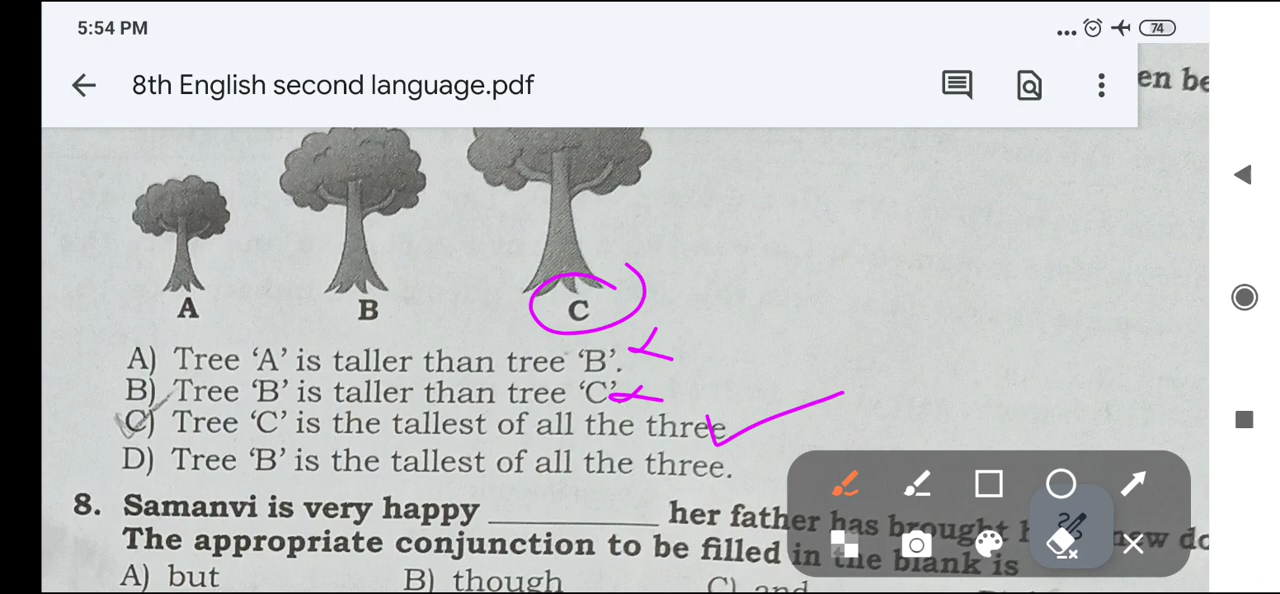 5:54 PM
74
8th English second language.pdf
en be
A B C
A) Tree ‘A’ is taller than tree ‘B’.
B) Tree ‘B’ is taller than tree ‘C’
C) Tree ‘C’ is the tallest of all the three
D) Tree ‘B’ is the tallest of all the three.
8. Samanvi is very happy __________ her father has brought
The appropriate conjunction to be filled in the blank is
A) but B) though C) and